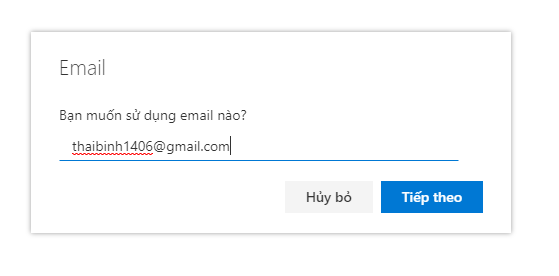 Email
Bạn muốn sử dụng email nào?
thaibinh1406@gmail.com
Hủy bỏ
Tiếp theo